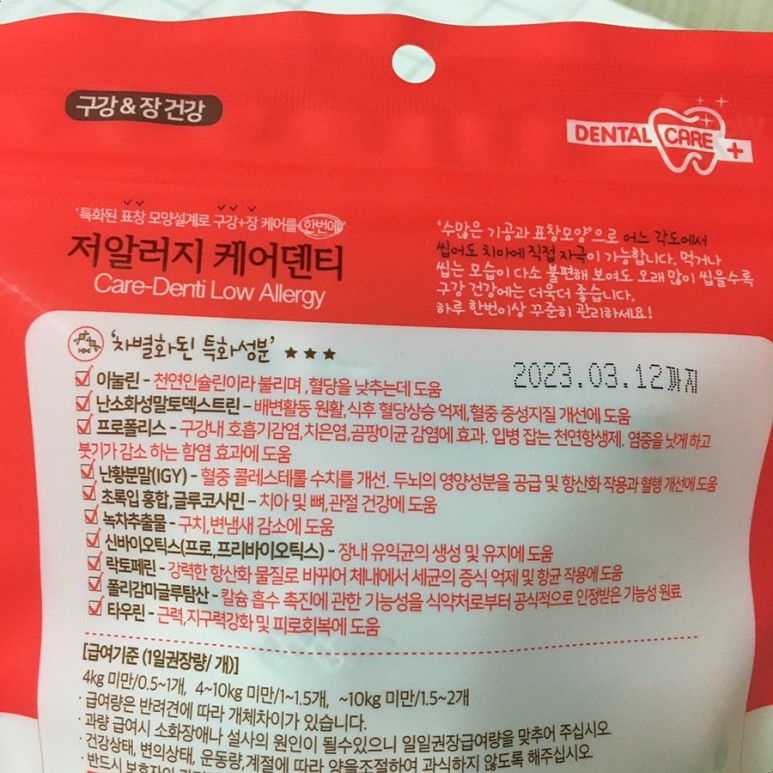 구강&장 건강
DENTAL CARE +
'특화된 표창 모양설계로 구강+장 케어를 한번에'
저알러지 케어덴티
Care-Denti Low Allergy
'수많은 기공과 표창모양'으로 어느 각도에서
씹어도 치아에 직접 자극이 가능합니다. 먹거나
씹는 모습이 다소 불편해 보여도 오래 많이 씹을수록
구강 건강에는 더욱더 좋습니다.
하루 한번이상 꾸준히 관리하세요!
'차별화된 특화성분' ★★★
2023.03.12까지
이눌린 - 천연인슐린이라 불리며, 혈당을 낮추는데 도움
난소화성말토덱스트린 - 배변활동 원활, 식후 혈당상승 억제, 혈중 중성지질 개선에 도움
프로폴리스 - 구강내 호흡기감염, 치은염, 곰팡이균 감염에 효과. 입병 잡는 천연항생제. 염증을 낫게 하고
붓기가 감소 하는 함염 효과에 도움
난황분말(IGY) - 혈중 콜레스테롤 수치를 개선. 두뇌의 영양성분을 공급 및 항산화 작용과 혈행 개선에 도움
초록입 홍합,글루코사민 - 치아 및 뼈,관절 건강에 도움
녹차추출물 - 구치,변냄새 감소에 도움
신바이오틱스(프로,프리바이오틱스) - 장내 유익균의 생성 및 유지에 도움
락토페린 - 강력한 항산화 물질로 바뀌어 체내에서 세균의 증식 억제 및 항균 작용에 도움
폴리감마글루탐산 - 칼슘 흡수 촉진에 관한 기능성을 식약처로부터 공식적으로 인정받은 기능성 원료
타우린 - 근력,지구력강화 및 피로회복에 도움
[급여기준 (1일권장량/ 개)]
4kg 미만/0.5~1개, 4~10kg 미만/1~1.5개, ~10kg 미만/1.5~2개
· 급여량은 반려견에 따라 개체차이가 있습니다.
· 과량 급여시 소화장애나 설사의 원인이 될수있으니 일일권장급여량을 맞추어 주십시오
· 건강상태, 변의상태, 운동량,계절에 따라 양을조절하여 과식하지 않도록 해주십시오
· 반드시 보호자의